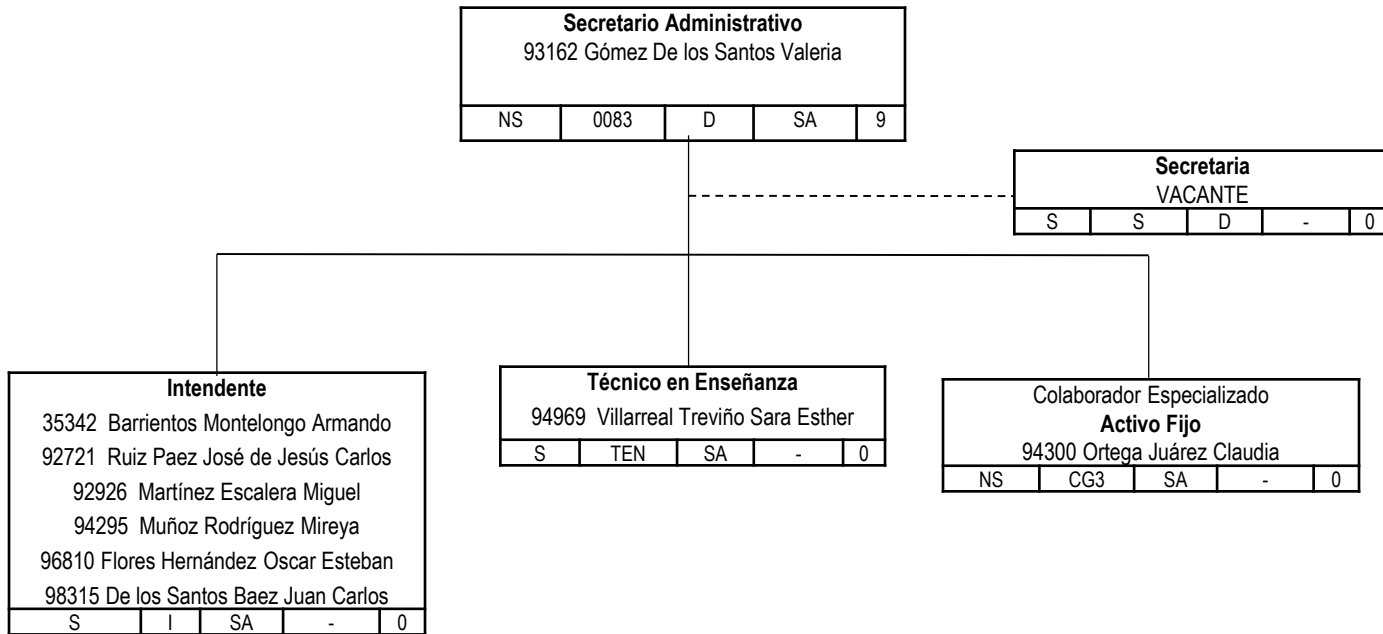 Secretario Administrativo
93162 Gómez De los Santos Valeria
NS 0083 D SA 9
Secretaria
VACANTE
S S D - 0
Intendente
35342 Barrientos Montelongo Armando
92721 Ruiz Paez José de Jesús Carlos
92926 Martínez Escalera Miguel
94295 Muñoz Rodríguez Mireya
96810 Flores Hernández Oscar Esteban
98315 De los Santos Baez Juan Carlos
S I SA - 0
Técnico en Enseñanza
94969 Villarreal Treviño Sara Esther
S TEN SA - 0
Colaborador Especializado
Activo Fijo
94300 Ortega Juárez Claudia
NS CG3 SA - 0